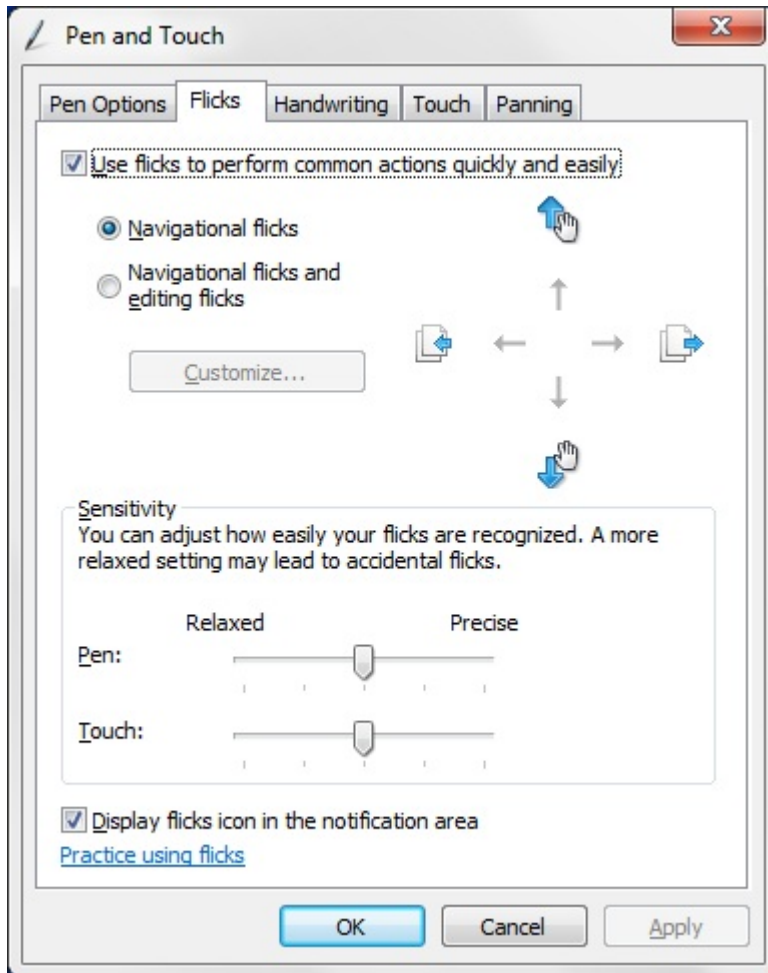 Pen and Touch
Pen Options Flicks Handwriting Touch Panning
Use flicks to perform common actions quickly and easily
Navigational flicks
Navigational flicks and
editing flicks
Customize...
Sensitivity
You can adjust how easily your flicks are recognized. A more
relaxed setting may lead to accidental flicks.
Relaxed Precise
Pen:
Touch:
Display flicks icon in the notification area
Practice using flicks
OK Cancel Apply